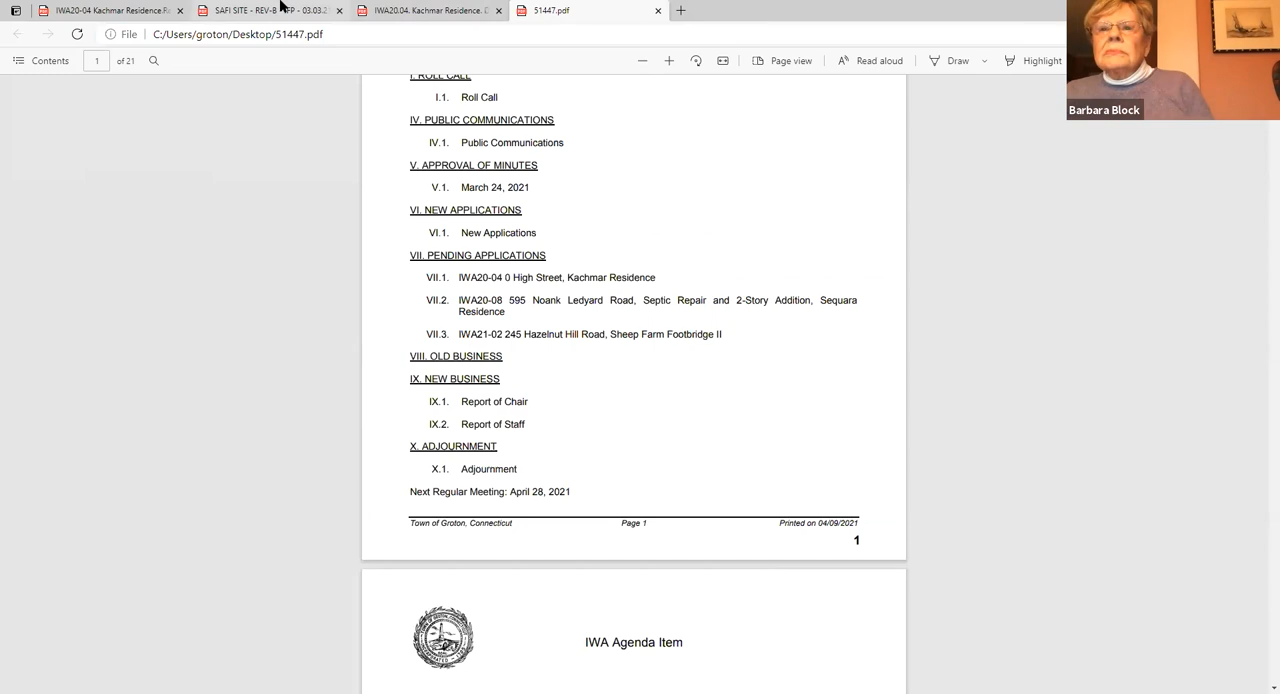 IWA20-04 Kachmar Residence.R
SAFI SITE - REV-B
FP - 03.03.2
IWA20.04. Kachmar Residence.
51447.pdf
File C:/Users/groton/Desktop/51447.pdf
Contents 1 of 21 Page view Read aloud Draw Highlight
I. ROLL CALL
I.1. Roll Call
IV. PUBLIC COMMUNICATIONS
IV.1. Public Communications
V. APPROVAL OF MINUTES
V.1. March 24, 2021
VI. NEW APPLICATIONS
VI.1. New Applications
VII. PENDING APPLICATIONS
VII.1. IWA20-04 0 High Street, Kachmar Residence
VII.2. IWA20-08 595 Noank Ledyard Road, Septic Repair and 2-Story Addition, Sequara
Residence
VII.3. IWA21-02 245 Hazelnut Hill Road, Sheep Farm Footbridge II
VIII. OLD BUSINESS
IX. NEW BUSINESS
IX.1. Report of Chair
IX.2. Report of Staff
X. ADJOURNMENT
X.1. Adjournment
Next Regular Meeting: April 28, 2021
Town of Groton, Connecticut Page 1 Printed on 04/09/2021
1
IWA Agenda Item
Barbara Block